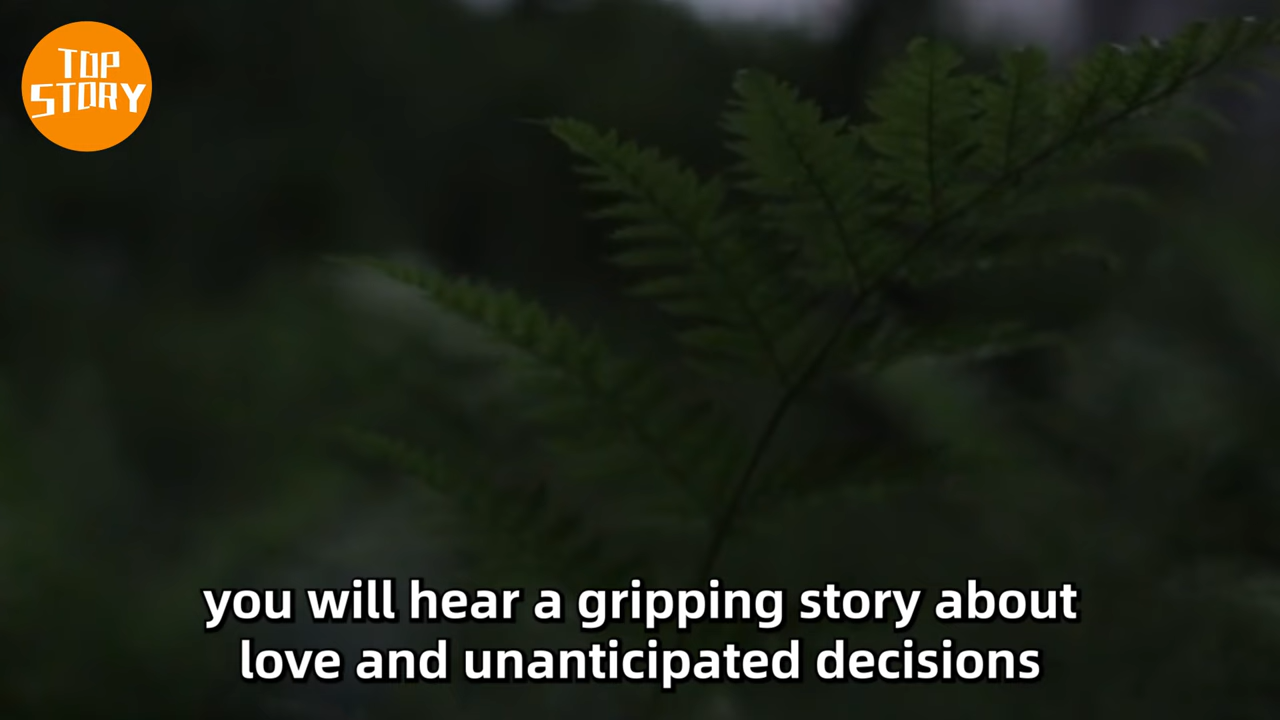 TOP
STORY
you will hear a gripping story about
love and unanticipated decisions